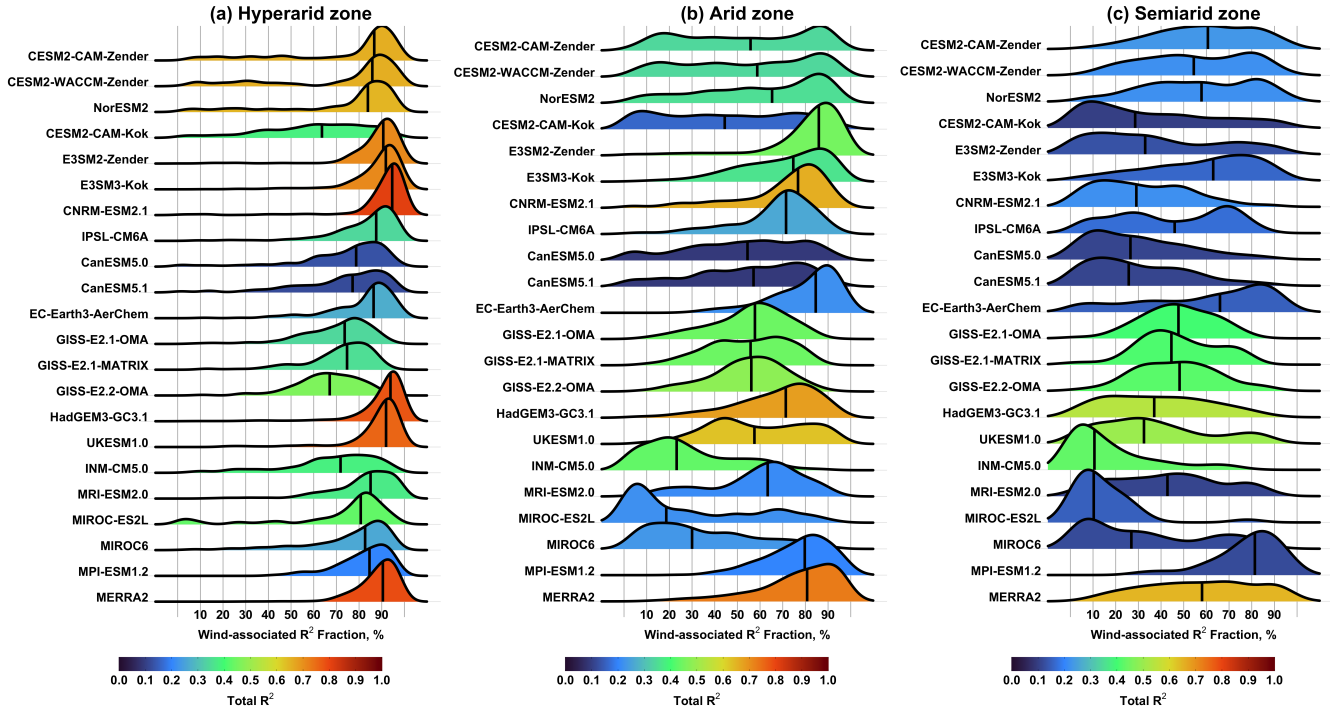 (a) Hyperarid zone
CESM2-CAM-Zender
CESM2-WACCM-Zender
NorESM2
CESM2-CAM-Kok
E3SM2-Zender
E3SM3-Kok
CNRM-ESM2.1
IPSL-CM6A
CanESM5.0
CanESM5.1
EC-Earth3-AerChem
GISS-E2.1-OMA
GISS-E2.1-MATRIX
GISS-E2.2-OMA
HadGEM3-GC3.1
UKESM1.0
INM-CM5.0
MRI-ESM2.0
MIROC-ES2L
MIROC6
MPI-ESM1.2
MERRA2
10 20 30 40 50 60 70 80 90
Wind-associated R² Fraction, %
0.0 0.1 0.2 0.3 0.4 0.5 0.6 0.7 0.8 0.9 1.0
Total R²
(b) Arid zone
CESM2-CAM-Zender
CESM2-WACCM-Zender
NorESM2
CESM2-CAM-Kok
E3SM2-Zender
E3SM3-Kok
CNRM-ESM2.1
IPSL-CM6A
CanESM5.0
CanESM5.1
EC-Earth3-AerChem
GISS-E2.1-OMA
GISS-E2.1-MATRIX
GISS-E2.2-OMA
HadGEM3-GC3.1
UKESM1.0
INM-CM5.0
MRI-ESM2.0
MIROC-ES2L
MIROC6
MPI-ESM1.2
MERRA2
10 20 30 40 50 60 70 80 90
Wind-associated R² Fraction, %
0.0 0.1 0.2 0.3 0.4 0.5 0.6 0.7 0.8 0.9 1.0
Total R²
(c) Semiarid zone
CESM2-CAM-Zender
CESM2-WACCM-Zender
NorESM2
CESM2-CAM-Kok
E3SM2-Zender
E3SM3-Kok
CNRM-ESM2.1
IPSL-CM6A
CanESM5.0
CanESM5.1
EC-Earth3-AerChem
GISS-E2.1-OMA
GISS-E2.1-MATRIX
GISS-E2.2-OMA
HadGEM3-GC3.1
UKESM1.0
INM-CM5.0
MRI-ESM2.0
MIROC-ES2L
MIROC6
MPI-ESM1.2
MERRA2
10 20 30 40 50 60 70 80 90
Wind-associated R² Fraction, %
0.0 0.1 0.2 0.3 0.4 0.5 0.6 0.7 0.8 0.9 1.0
Total R²